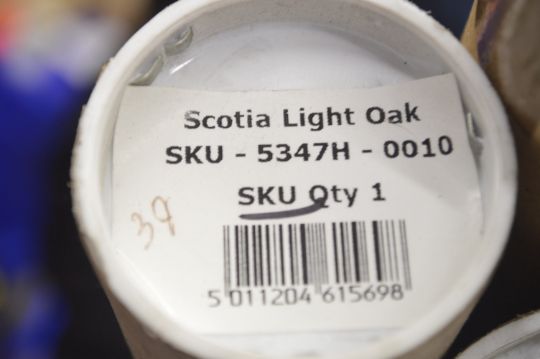 Scotia Light Oak
SKU - 5347H - 0010
SKU Qty 1
39
5 011204 615698